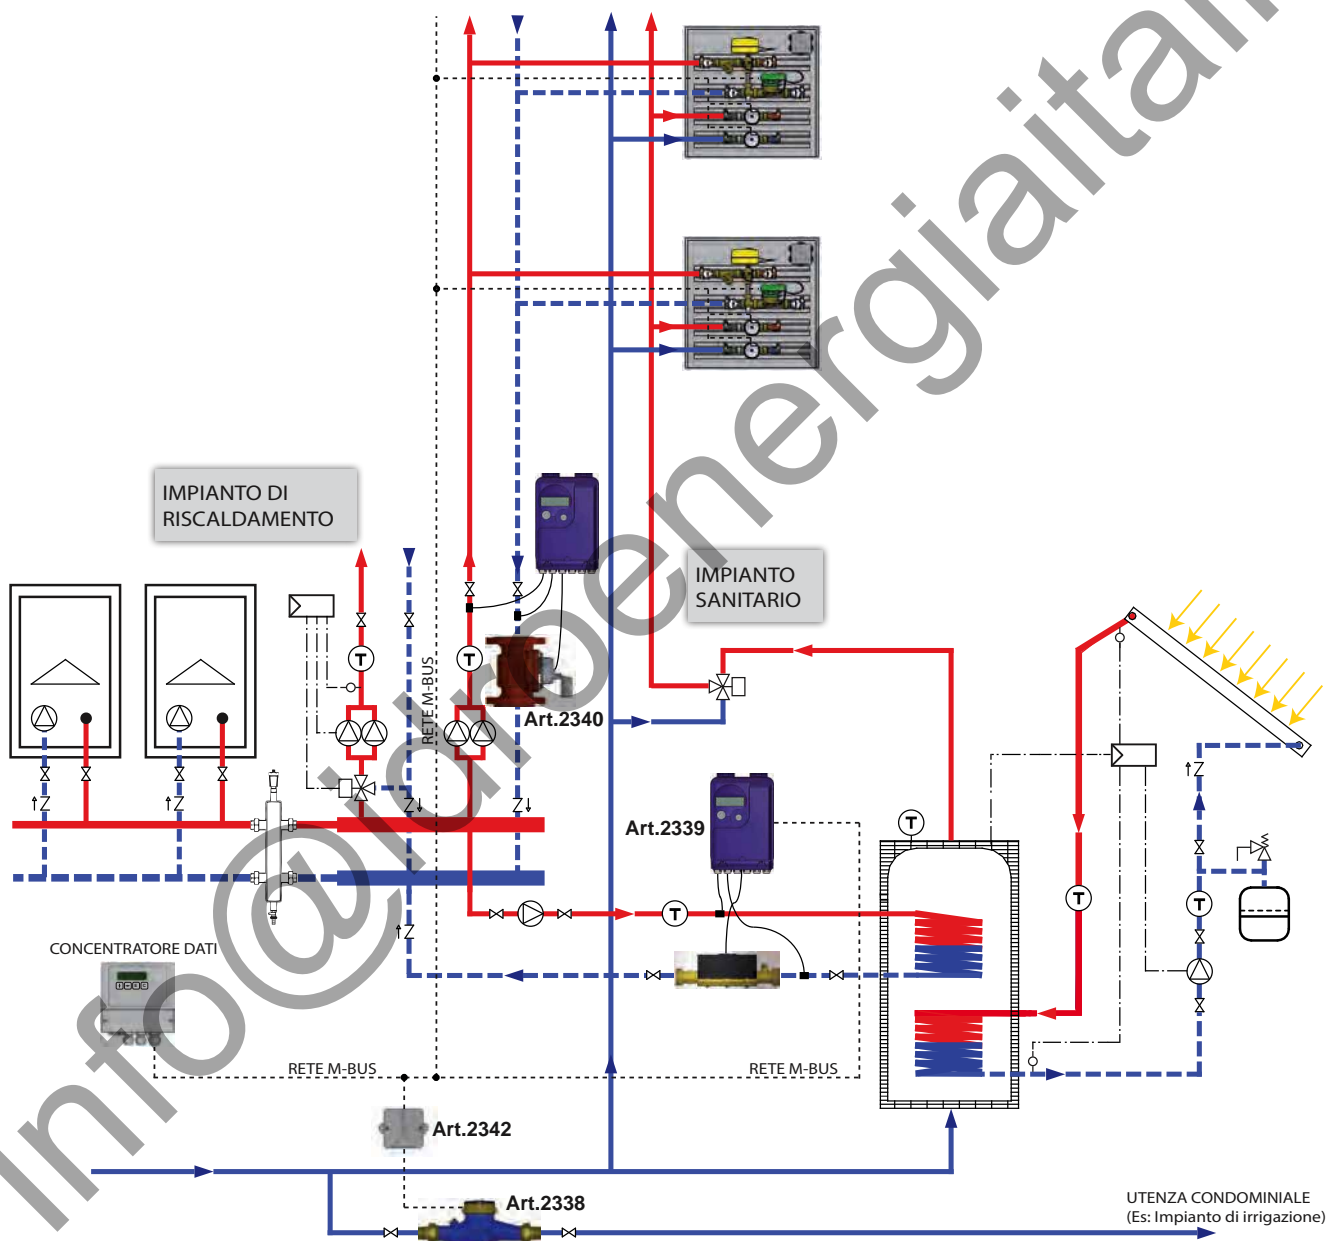 IMPIANTO DI
RISCALDAMENTO
IMPIANTO
SANITARIO
T
T
T
T
T
T
RETE M-BUS
Art.2340
Art.2339
CONCENTRATORE DATI
RETE M-BUS
RETE M-BUS
Art.2342
Art.2338
UTENZA CONDOMINIALE
(Es: Impianto di irrigazione)
Info@idroenergiaital